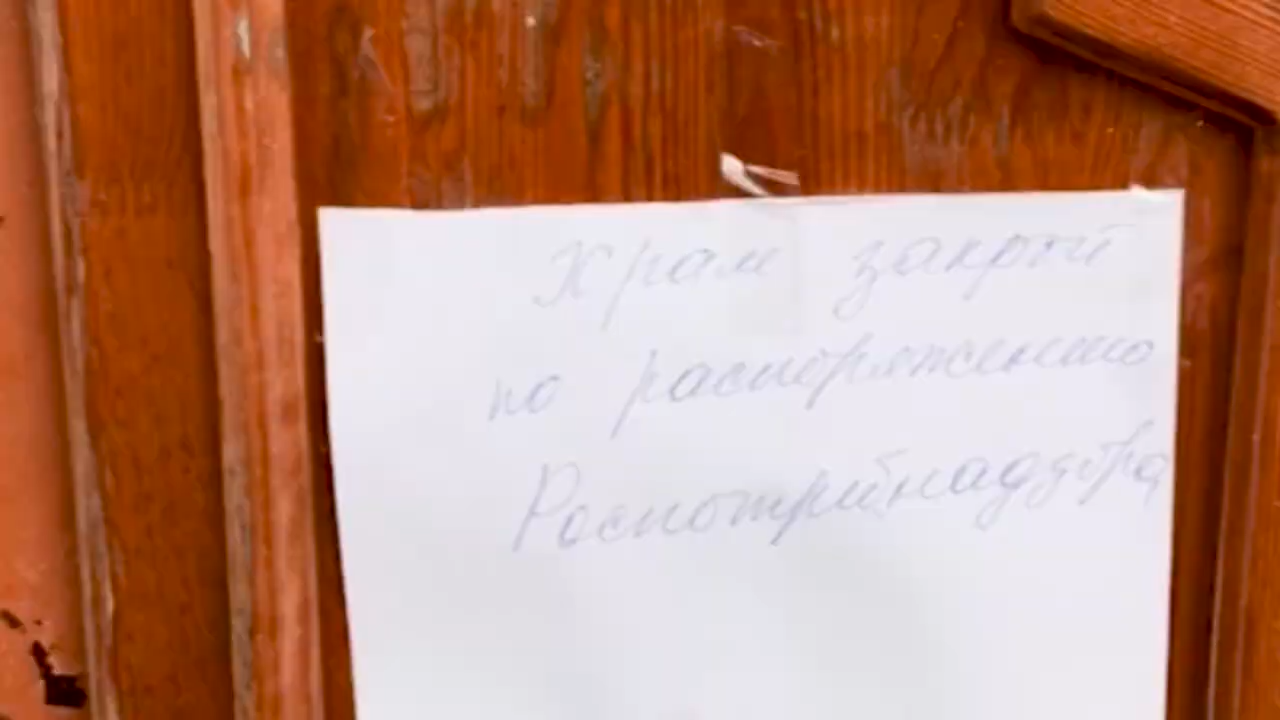 Храм закрыт
по распоряжению
Роспотребнадзора